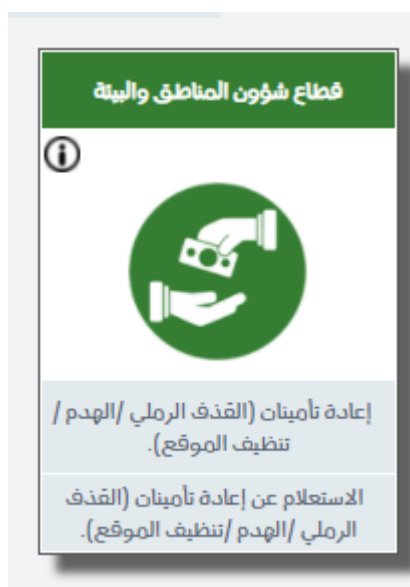 قطاع شؤون المناطق والبيئة
إعادة تأمينات (القذف الرملي /الهدم /
تنظيف الموقع).
الاستعلام عن إعادة تأمينات (القذف
الرملي /الهدم /تنظيف الموقع).